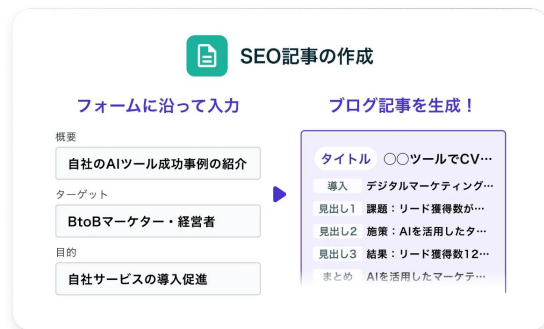 SEO記事の作成
フォームに沿って入力
概要
自社のAIツール成功事例の紹介
ターゲット
BtoBマーケター・経営者
目的
自社サービスの導入促進
ブログ記事を生成！
タイトル ○○ツールでCV…
導入 デジタルマーケティング…
見出し1 課題：リード獲得数が…
見出し2 施策：AIを活用したタ…
見出し3 結果：リード獲得数12…
まとめ AIを活用したマーケテ…